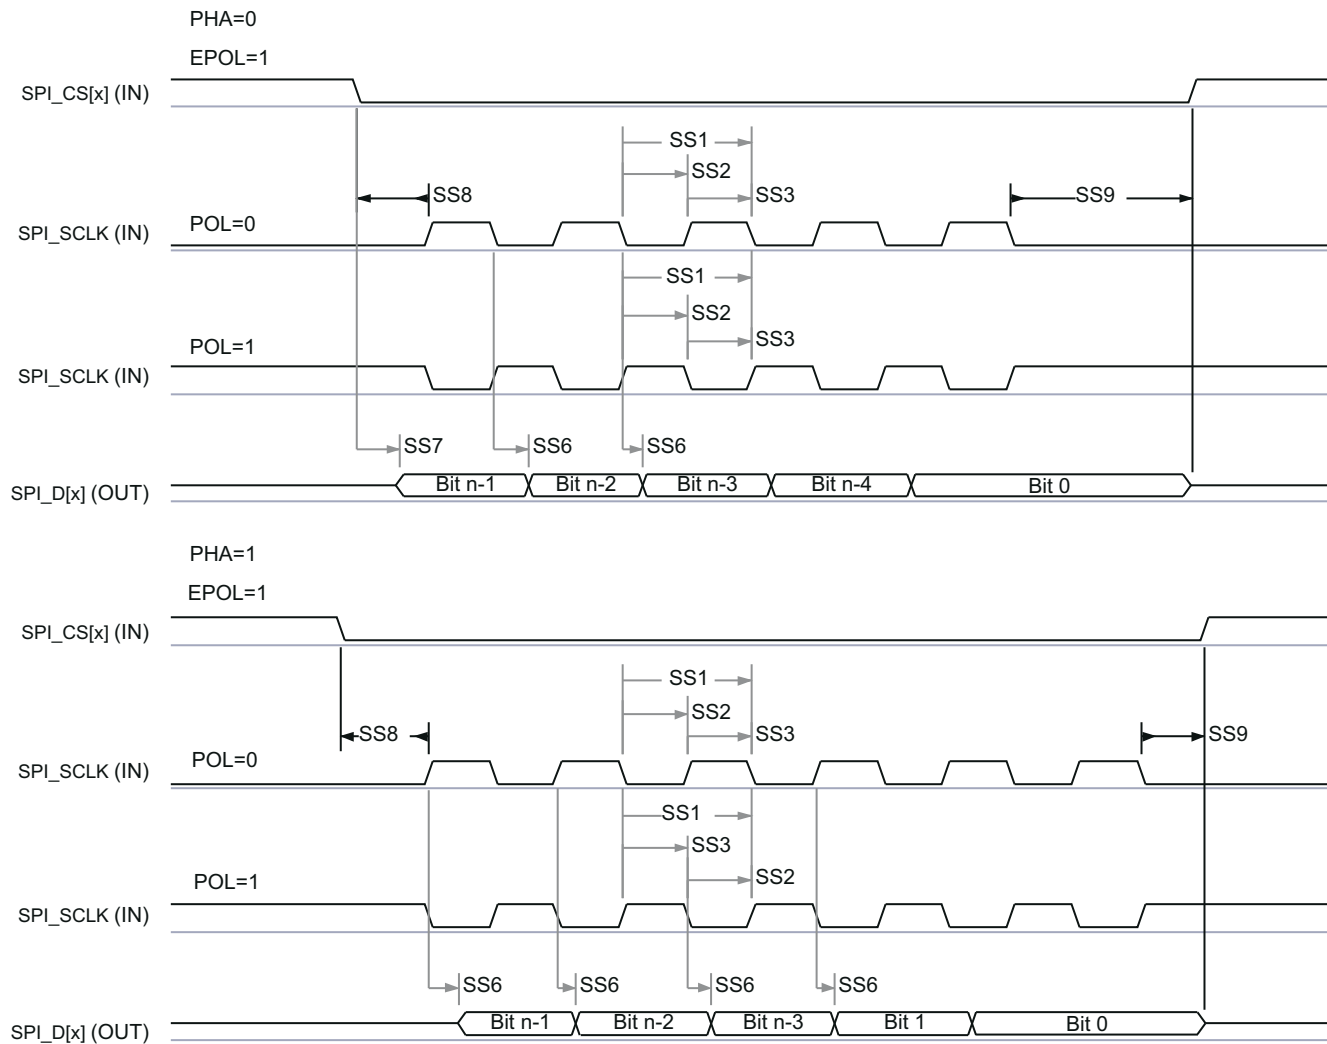 PHA=0
EPOL=1
SPI_CS[x] (IN)
SS1
SS2
SS8 SS3 SS9
POL=0
SPI_SCLK (IN)
SS1
SS2
SS3
POL=1
SPI_SCLK (IN)
SS7 SS6 SS6
SPI_D[x] (OUT) Bit n-1 Bit n-2 Bit n-3 Bit n-4 Bit 0
PHA=1
EPOL=1
SPI_CS[x] (IN)
SS1
SS2
SS8 SS3 SS9
POL=0
SPI_SCLK (IN)
SS1
SS3
SS2
POL=1
SPI_SCLK (IN)
SS6 SS6 SS6 SS6
SPI_D[x] (OUT) Bit n-1 Bit n-2 Bit n-3 Bit 1 Bit 0